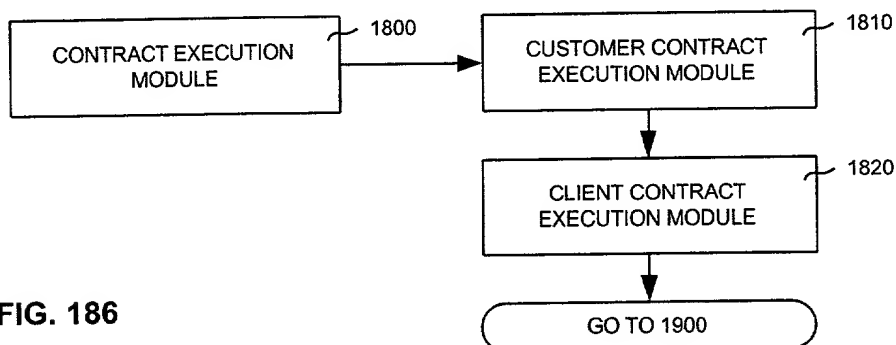 CONTRACT EXECUTION
MODULE
1800
CUSTOMER CONTRACT
EXECUTION MODULE
1810
CLIENT CONTRACT
EXECUTION MODULE
1820
GO TO 1900
FIG. 186